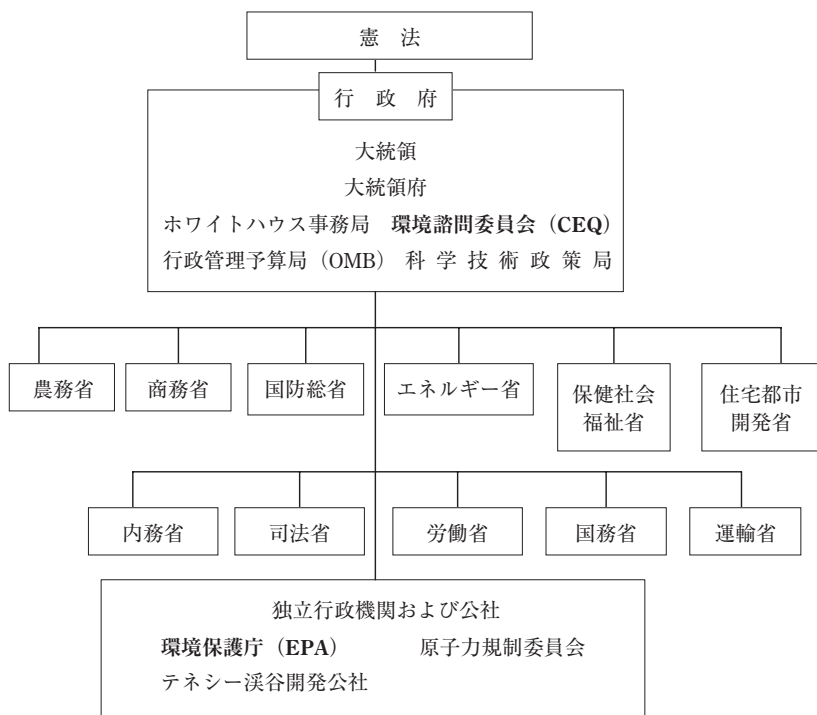 憲 法
行 政 府
大統領
大統領府
ホワイトハウス事務局 環境諮問委員会（CEQ）
行政管理予算局（OMB） 科 学 技 術 政 策 局
農務省 商務省 国防総省 エネルギー省 保健社会 住宅都市
福祉省 開発省
内務省 司法省 労働省 国務省 運輸省
独立行政機関および公社
環境保護庁（EPA） 原子力規制委員会
テネシー渓谷開発公社